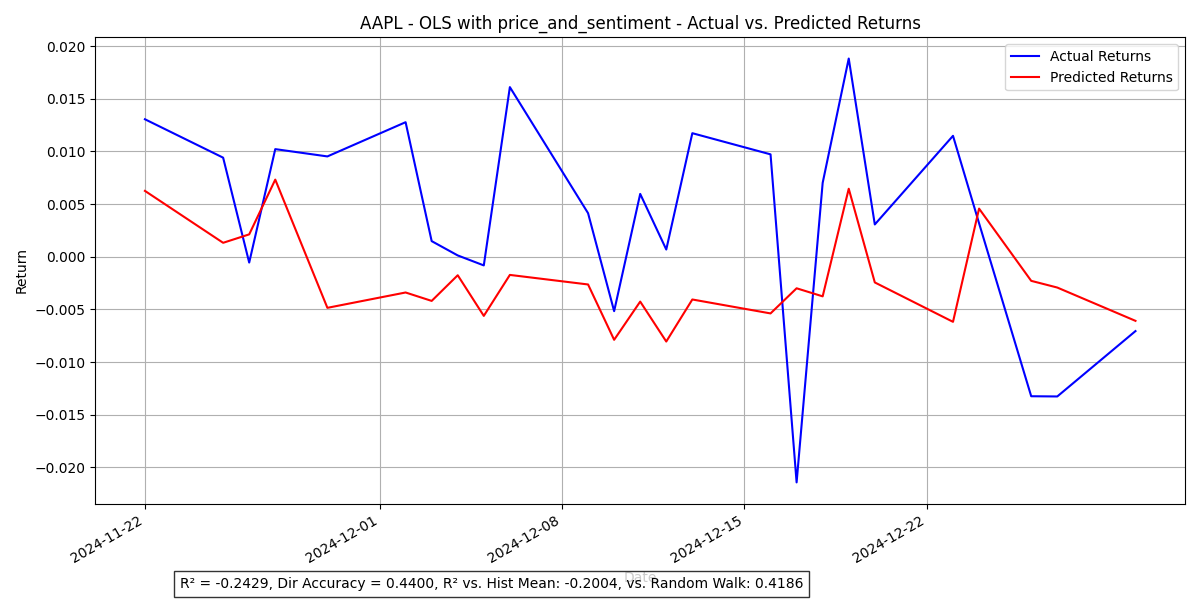 AAPL - OLS with price_and_sentiment - Actual vs. Predicted Returns
Actual Returns
Predicted Returns
0.020
0.015
0.010
0.005
0.000
−0.005
−0.010
−0.015
−0.020
Return
2024-11-22
2024-12-01
2024-12-08
2024-12-15
2024-12-22
Date
R² = -0.2429, Dir Accuracy = 0.4400, R² vs. Hist Mean: -0.2004, vs. Random Walk: 0.4186